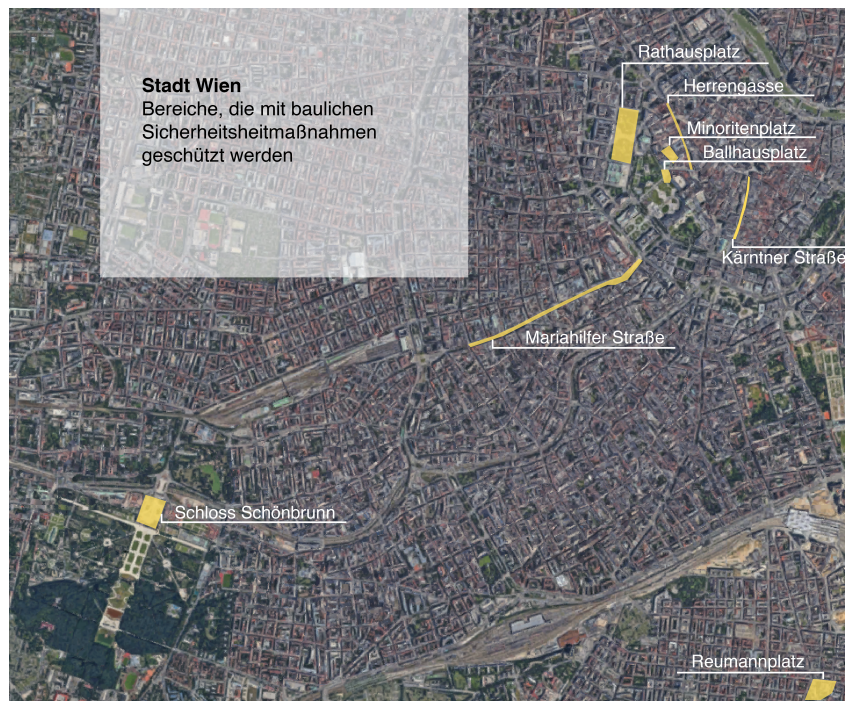 Stadt Wien
Bereiche, die mit baulichen
Sicherheitsheitmaßnahmen
geschützt werden
Rathausplatz
Herrengasse
Minoritenplatz
Ballhausplatz
Kärntner Straße
Mariahilfer Straße
Schloss Schönbrunn
Reumannplatz